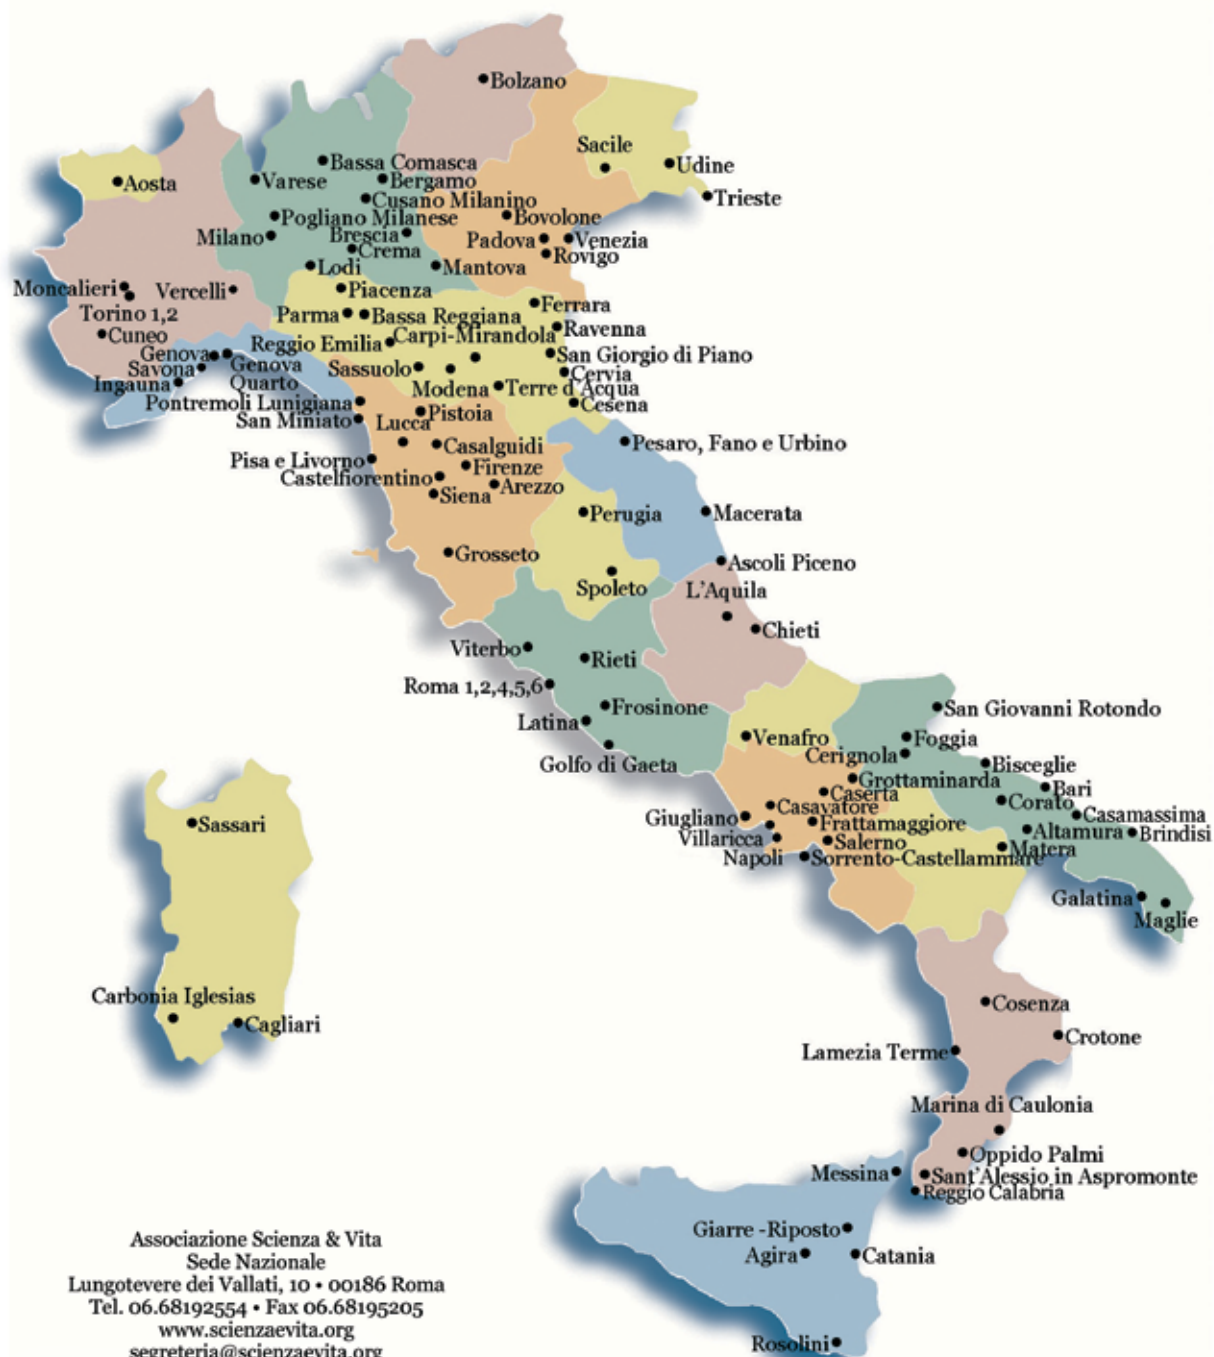 Bolzano
Sacile
Udine
Trieste
Aosta
Bassa Comasca
Varese
Bergamo
Cusano Milanino
Pogliano Milanese
Bovolone
Milano
Brescia
Padova
Venezia
Crema
Rovigo
Lodi
Mantova
Moncalieri
Vercelli
Piacenza
Torino 1,2
Ferrara
Parma
Bassa Reggiana
Cuneo
Reggio Emilia
Carpi-Mirandola
Ravenna
Genova
San Giorgio di Piano
Savona
Genova
Quarto
Sassuolo
Cervia
Ingauna
Modena
Terre d'Acqua
Pontremoli Lunigiana
Cesena
San Miniato
Lucca
Pistoia
Pesaro, Fano e Urbino
Casalguidi
Pisa e Livorno
Firenze
Castelfiorentino
Arezzo
Siena
Perugia
Macerata
Grosseto
Ascoli Piceno
Spoleto
L'Aquila
Chieti
Viterbo
Rieti
Roma 1,2,4,5,6
Frosinone
San Giovanni Rotondo
Latina
Venafro
Foggia
Cerignola
Golfo di Gaeta
Bisceglie
Grottaminarda
Bari
Caserta
Corato
Casavatore
Casamassima
Giugliano
Frattamaggiore
Altamura
Brindisi
Sassari
Villaricca
Salerno
Matera
Napoli
Sorrento-Castellammare
Galatina
Maglie
Carbonia Iglesias
Cagliari
Cosenza
Crotone
Lamezia Terme
Marina di Caulonia
Oppido Palmi
Messina
Sant'Alessio in Aspromonte
Reggio Calabria
Giarre -Riposto
Agira
Catania
Rosolini
Associazione Scienza & Vita
Sede Nazionale
Lungotevere dei Vallati, 10 • 00186 Roma
Tel. 06.68192554 • Fax 06.68195205
www.scienzaevita.org
segreteria@scienzaevita.org